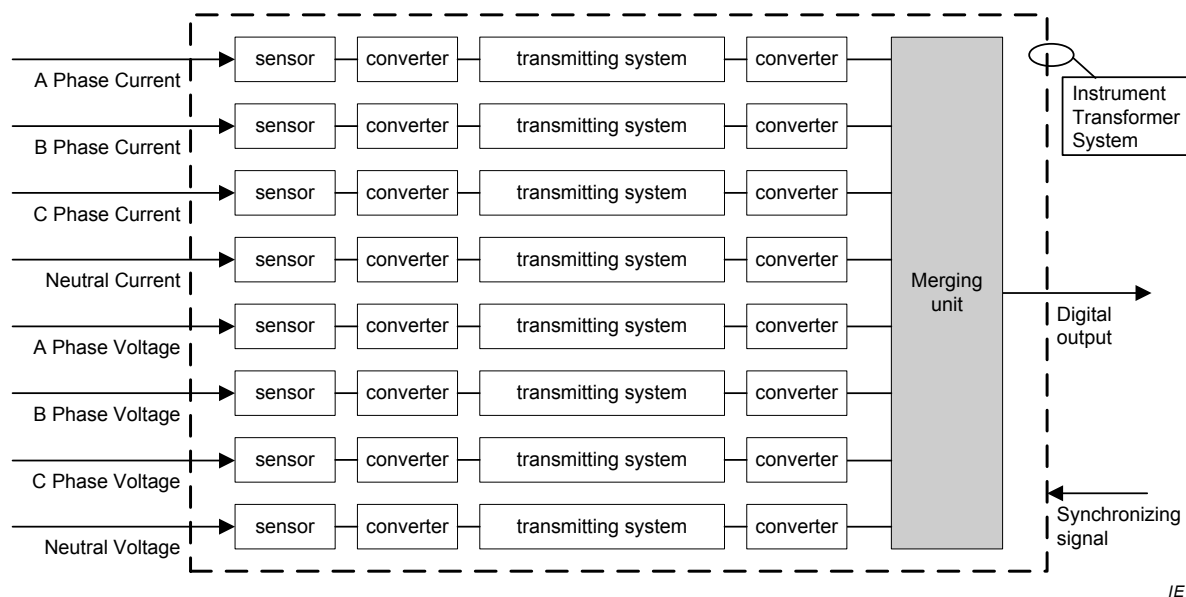 sensor converter transmitting system converter
A Phase Current
Instrument
Transformer
System
sensor converter transmitting system converter
B Phase Current
sensor converter transmitting system converter
C Phase Current
sensor converter transmitting system converter
Neutral Current
Merging
unit
Digital
output
sensor converter transmitting system converter
A Phase Voltage
sensor converter transmitting system converter
B Phase Voltage
sensor converter transmitting system converter
C Phase Voltage
Synchronizing
signal
sensor converter transmitting system converter
Neutral Voltage
IE